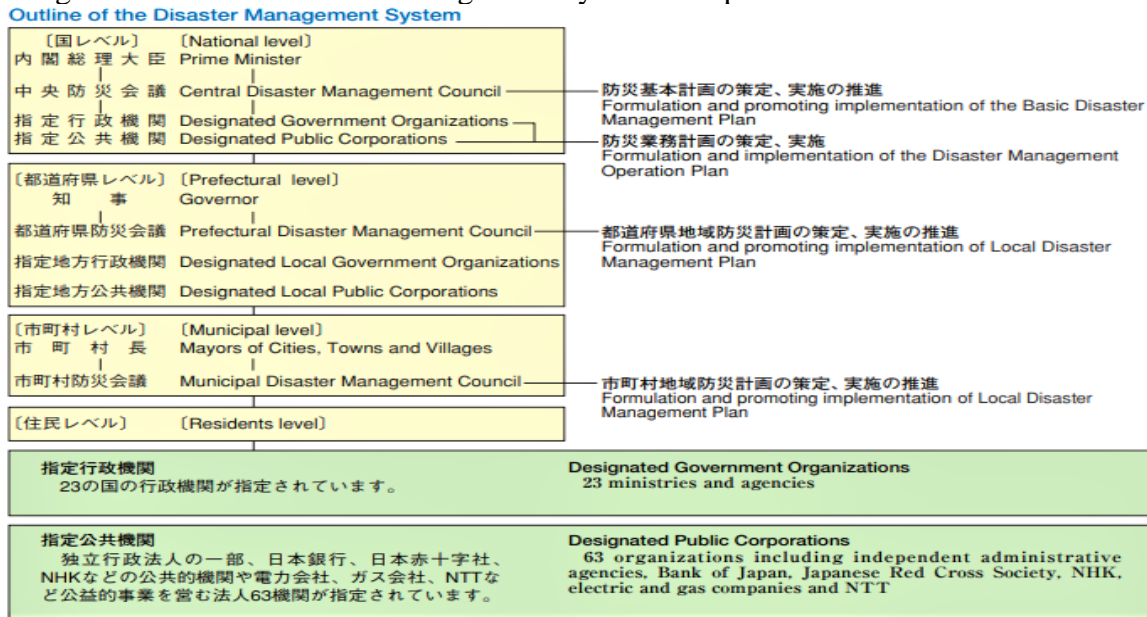 Outline of the Disaster Management System
〔国レベル〕 〔National level〕
内閣総理大臣 Prime Minister
中央防災会議 Central Disaster Management Council
防災基本計画の策定、実施の推進
Formulation and promoting implementation of the Basic Disaster
Management Plan
指定行政機関 Designated Government Organizations
指定公共機関 Designated Public Corporations
防災業務計画の策定、実施
Formulation and implementation of the Disaster Management
Operation Plan
〔都道府県レベル〕 〔Prefectural level〕
知事 Governor
都道府県防災会議 Prefectural Disaster Management Council
都道府県地域防災計画の策定、実施の推進
Formulation and promoting implementation of Local Disaster
Management Plan
指定地方行政機関 Designated Local Government Organizations
指定地方公共機関 Designated Local Public Corporations
〔市町村レベル〕 〔Municipal level〕
市町村長 Mayors of Cities, Towns and Villages
市町村防災会議 Municipal Disaster Management Council
市町村地域防災計画の策定、実施の推進
Formulation and promoting implementation of Local Disaster
Management Plan
〔住民レベル〕 〔Residents level〕
指定行政機関
23の国の行政機関が指定されています。
Designated Government Organizations
23 ministries and agencies
指定公共機関
独立行政法人の一部、日本銀行、日本赤十字社、
NHKなどの公共的機関や電力会社、ガス会社、NTTな
ど公益的事業を営む法人63機関が指定されています。
Designated Public Corporations
63 organizations including independent administrative
agencies, Bank of Japan, Japanese Red Cross Society, NHK,
electric and gas companies and NTT